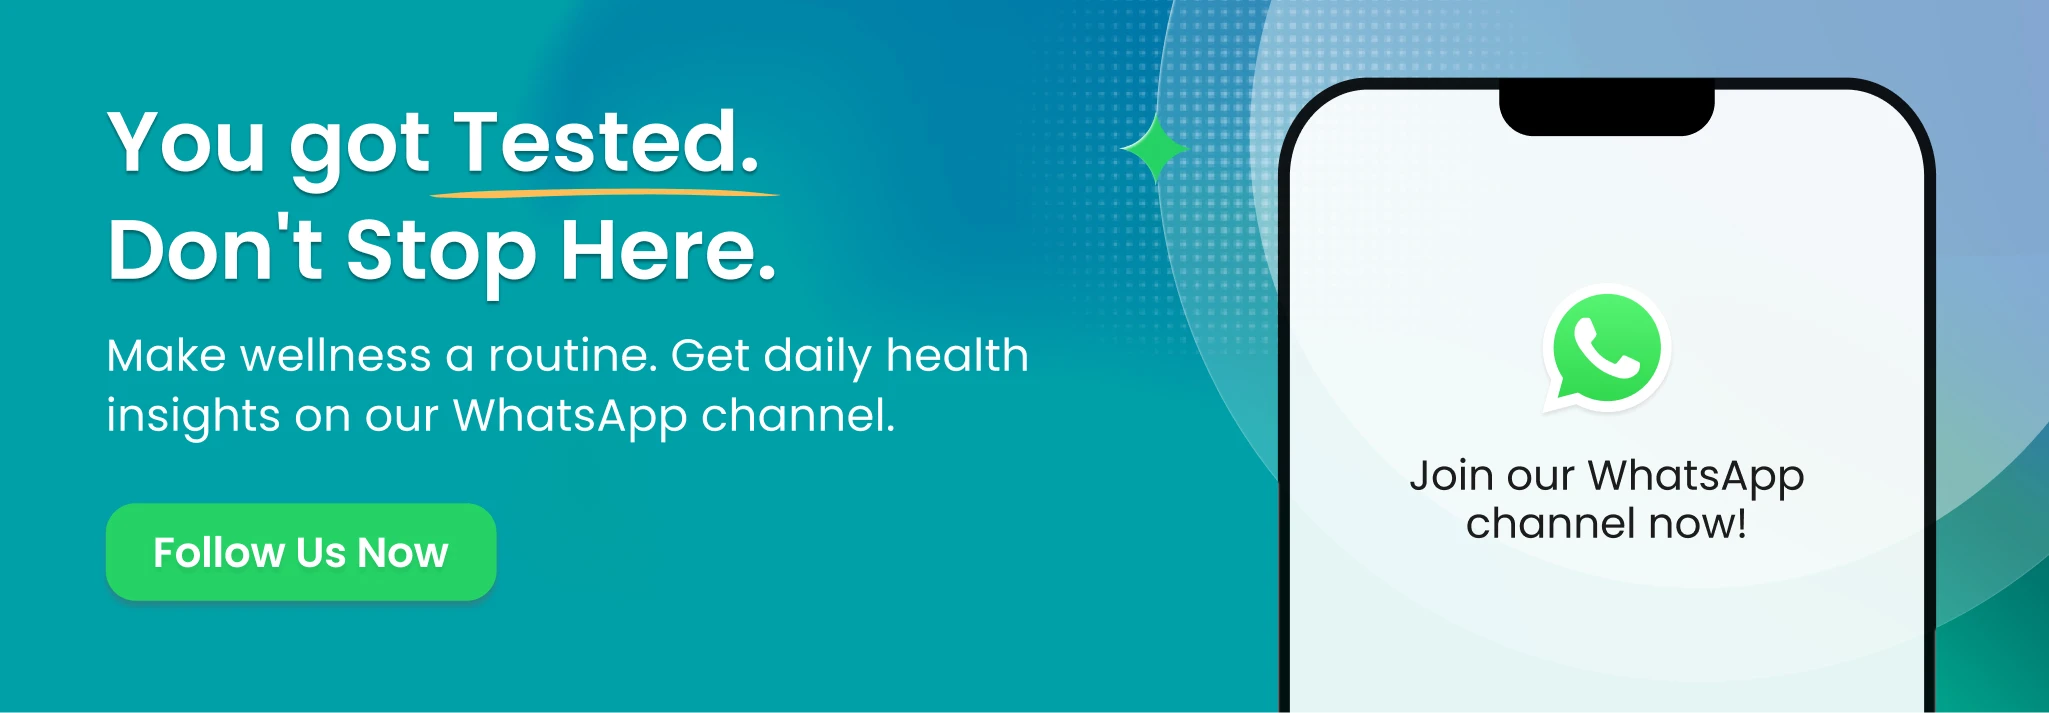 You got Tested.
Don't Stop Here.
Make wellness a routine. Get daily health
insights on our WhatsApp channel.
Follow Us Now
Join our WhatsApp
channel now!